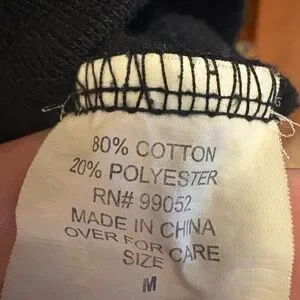 80% COTTON
20% POLYESTER
RN# 99052
MADE IN CHINA
OVER FOR CARE
SIZE
M